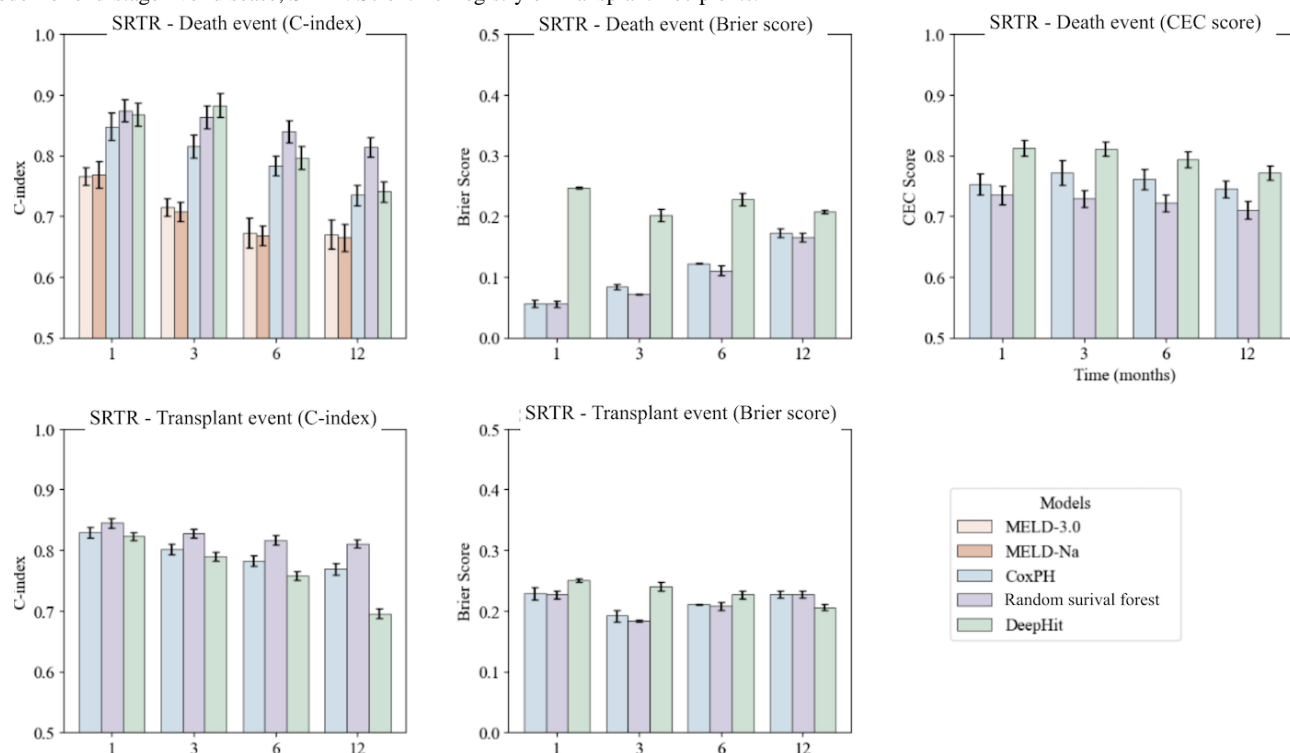 SRTR - Death event (C-index)
1.0
0.9
0.8
0.7
0.6
0.5
C-index
1 3 6 12
SRTR - Death event (Brier score)
0.5
0.4
0.3
0.2
0.1
0.0
Brier Score
1 3 6 12
SRTR - Death event (CEC score)
1.0
0.9
0.8
0.7
0.6
0.5
CEC Score
1 3 6 12
Time (months)
SRTR - Transplant event (C-index)
1.0
0.9
0.8
0.7
0.6
0.5
C-index
1 3 6 12
SRTR - Transplant event (Brier score)
0.5
0.4
0.3
0.2
0.1
0.0
Brier Score
1 3 6 12
Models
MELD-3.0
MELD-Na
CoxPH
Random surival forest
DeepHit